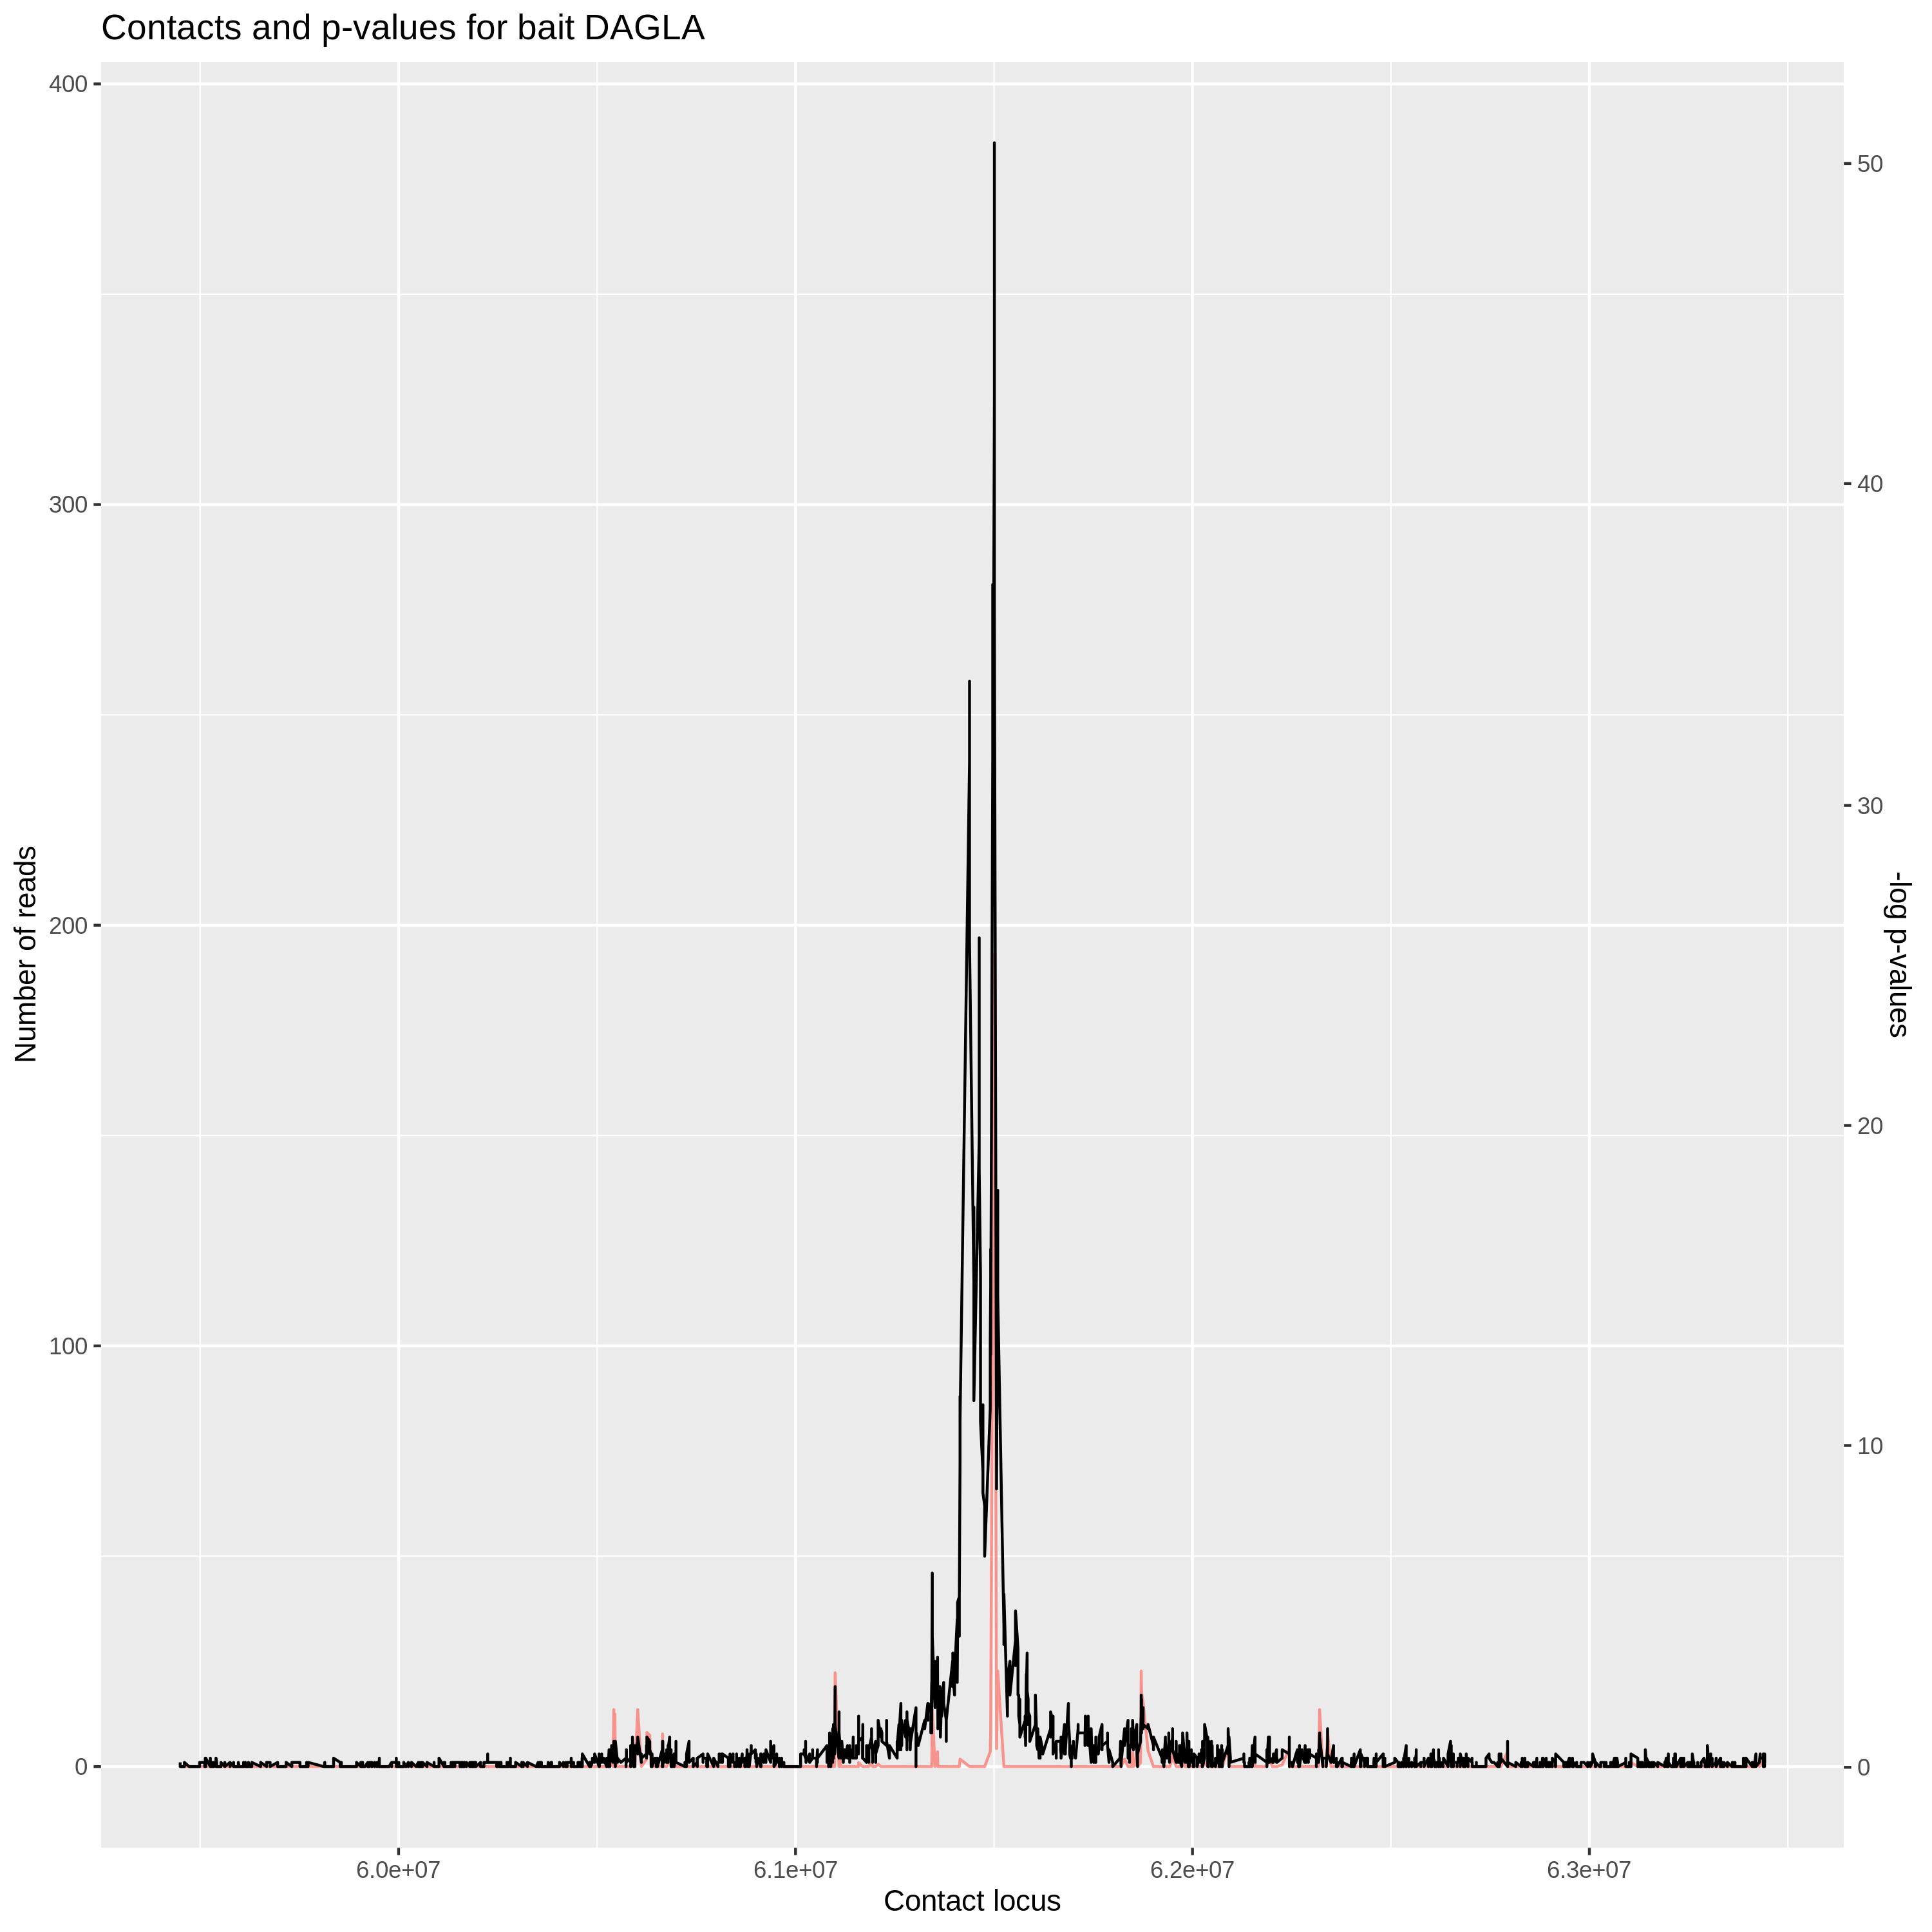 Contacts and p-values for bait DAGLA
400
300
200
100
0
Number of reads
50
40
30
20
10
0
-log p-values
6.0e+07 6.1e+07 6.2e+07 6.3e+07
Contact locus